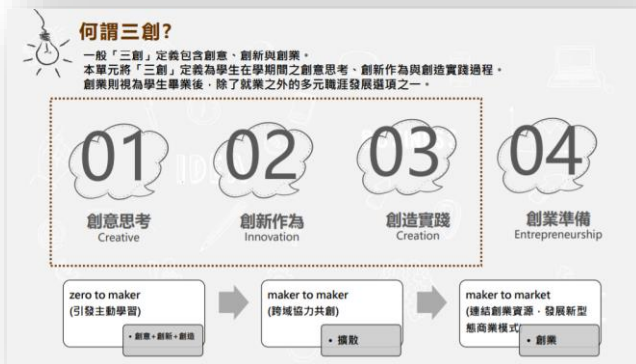 何謂三創?
一般「三創」定義包含創意、創新與創業。
本單元將「三創」定義為學生在學期間之創意思考、創新作為與創造實踐過程。
創業則視為學生畢業後，除了就業之外的多元職涯發展選項之一。
01
創意思考
Creative
02
創新作為
Innovation
03
創造實踐
Creation
04
創業準備
Entrepreneurship
zero to maker
(引發主動學習)
• 創意+創新+創造
maker to maker
(跨域協力共創)
• 擴散
maker to market
(連結創業資源，發展新型
態商業模式
• 創業